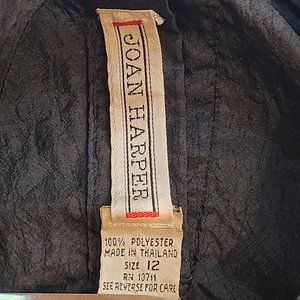 JOAN HARPER
100% POLYESTER
MADE IN THAILAND
SIZE 12
RN 13711
SEE REVERSE FOR CARE